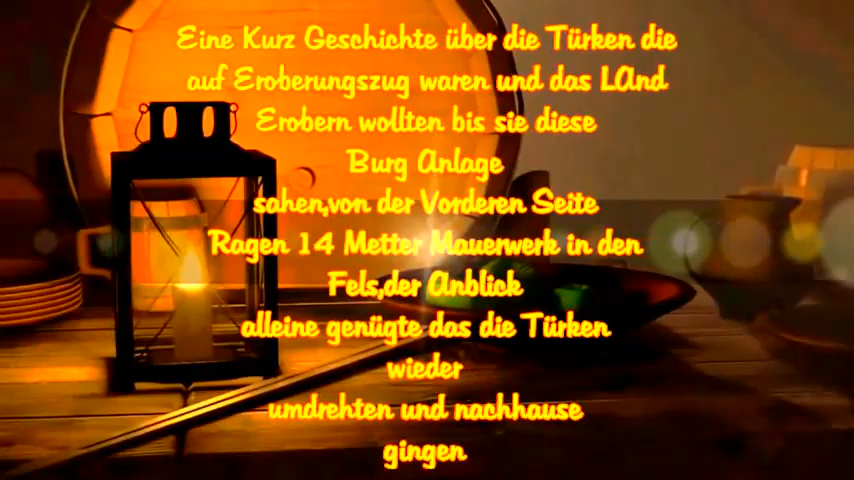 Eine Kurz Geschichte über die Türken die
auf Eroberungszug waren und das LAnd
Erobern wollten bis sie diese
Burg Anlage
sahen,von der Vorderen Seite
Ragen 14 Metter Mauerwerk in den
Fels,der Anblick
alleine genügte das die Türken
wieder
umdrehten und nachhause
gingen